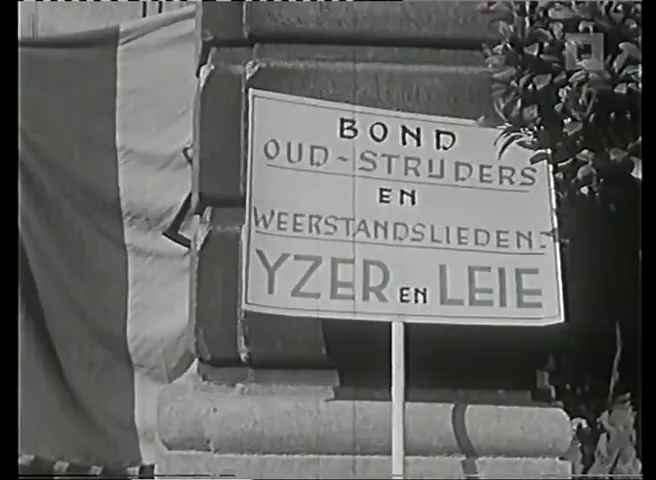 BOND
OUD-STRIJDERS
EN
WEERSTANDSLIEDEN:
YZER EN LEIE